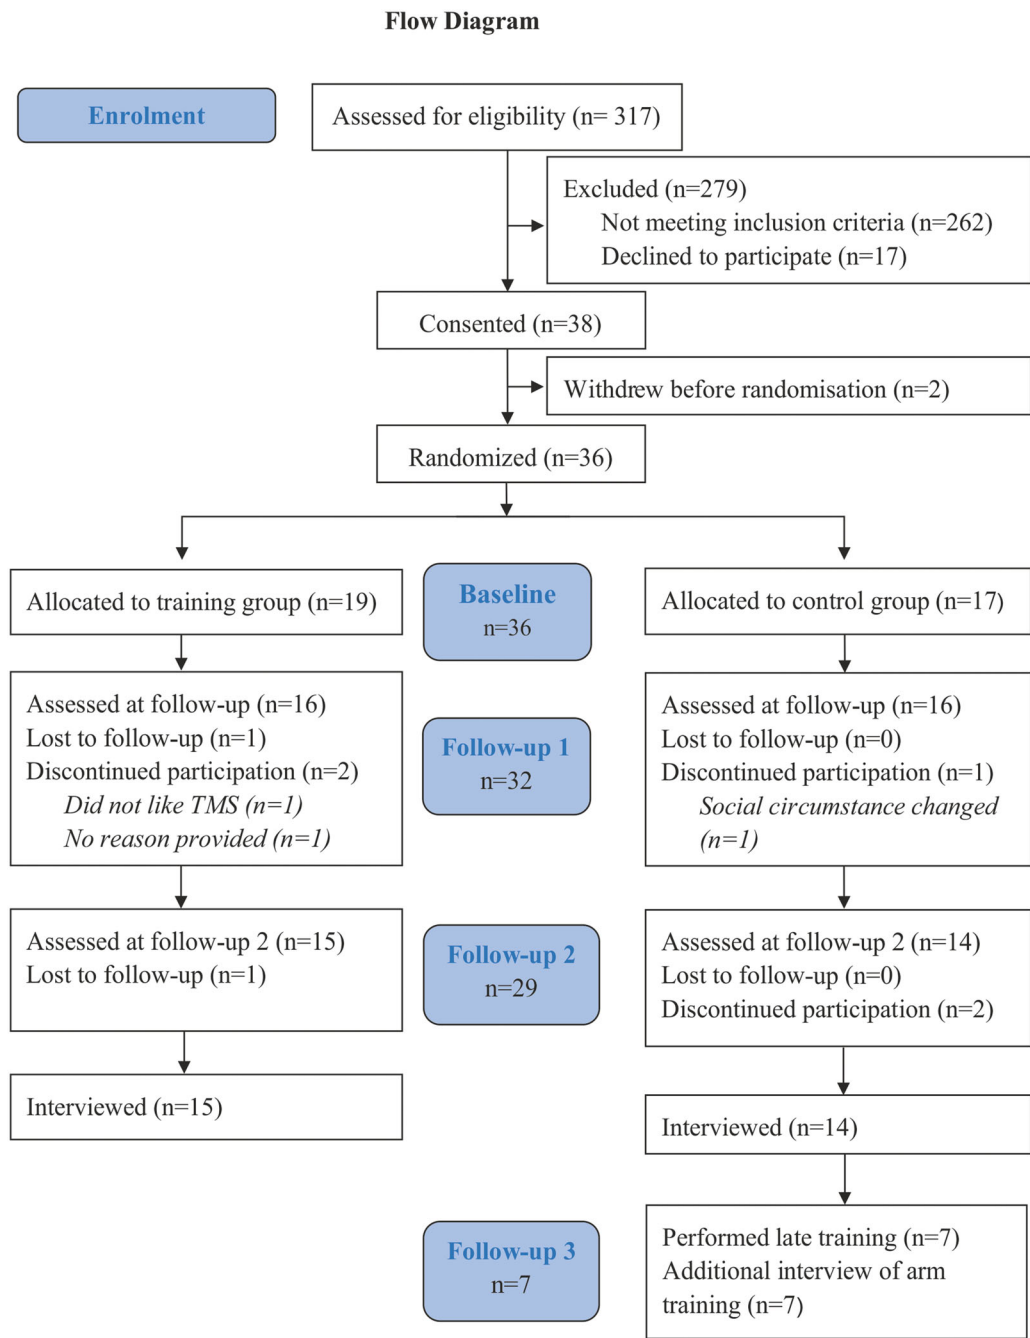 Flow Diagram
Enrolment
Assessed for eligibility (n= 317)
Excluded (n=279)
Not meeting inclusion criteria (n=262)
Declined to participate (n=17)
Consented (n=38)
Withdrew before randomisation (n=2)
Randomized (n=36)
Allocated to training group (n=19)
Baseline
n=36
Allocated to control group (n=17)
Assessed at follow-up (n=16)
Lost to follow-up (n=1)
Discontinued participation (n=2)
Did not like TMS (n=1)
No reason provided (n=1)
Follow-up 1
n=32
Assessed at follow-up (n=16)
Lost to follow-up (n=0)
Discontinued participation (n=1)
Social circumstance changed
(n=1)
Assessed at follow-up 2 (n=15)
Lost to follow-up (n=1)
Follow-up 2
n=29
Assessed at follow-up 2 (n=14)
Lost to follow-up (n=0)
Discontinued participation (n=2)
Interviewed (n=15)
Interviewed (n=14)
Follow-up 3
n=7
Performed late training (n=7)
Additional interview of arm
training (n=7)